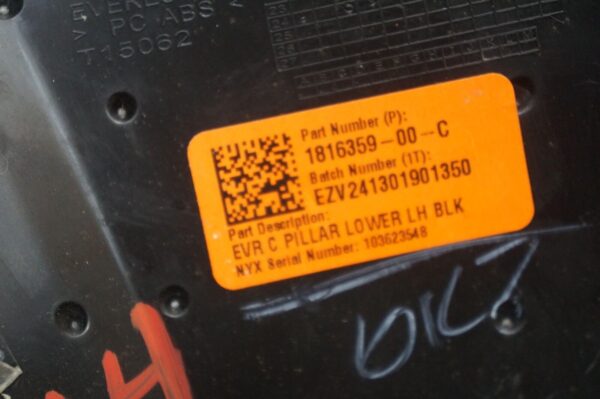 > PC ABS <
T15062
Part Number (P):
1816359-00-C
Batch Number (1T):
EZV241301901350
Part Description:
EVR C PILLAR LOWER LH BLK
NYX Serial Number: 103623548